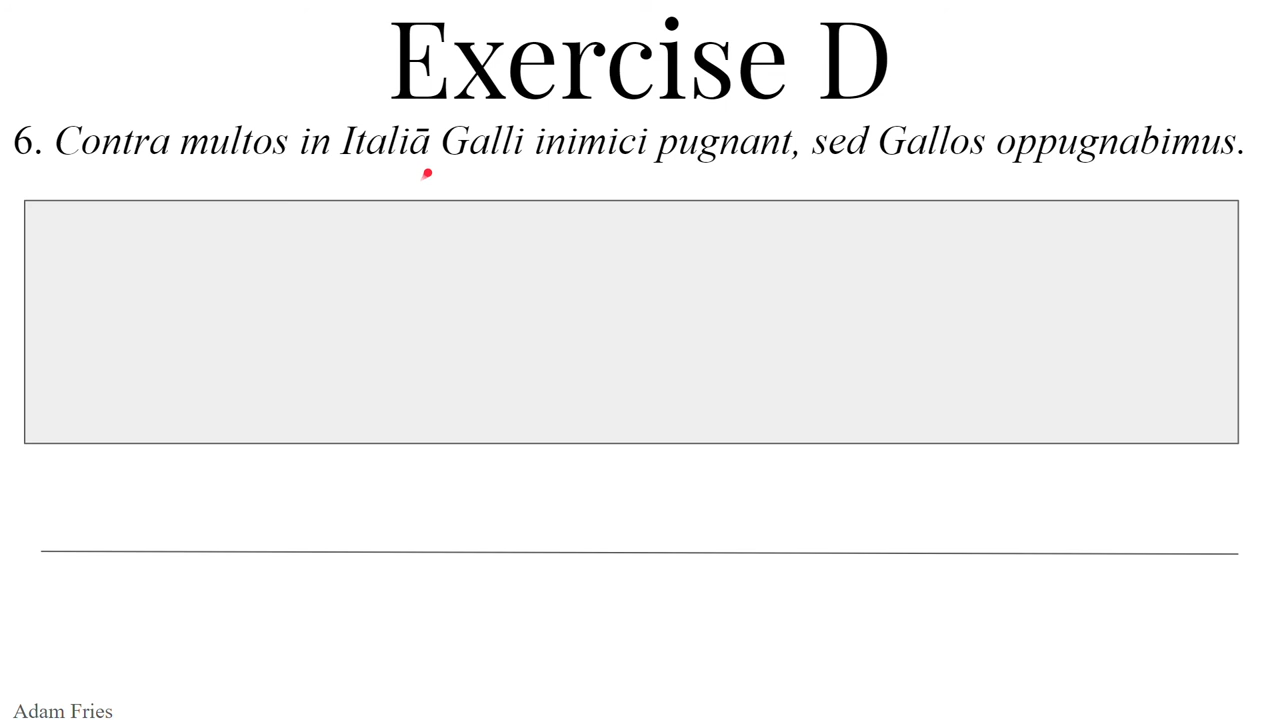 Exercise D
6. Contra multos in Italiā Galli inimici pugnant, sed Gallos oppugnabimus.
Adam Fries